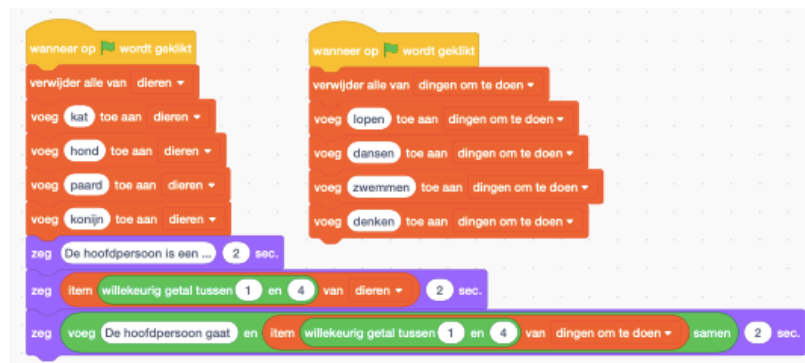 wanneer op wordt geklikt
verwijder alle van dieren
voeg kat toe aan dieren
voeg hond toe aan dieren
voeg paard toe aan dieren
voeg konijn toe aan dieren
zeg De hoofdpersoon is een ... 2 sec.
zeg item willekeurig getal tussen 1 en 4 van dieren 2 sec.
zeg voeg De hoofdpersoon gaat en item willekeurig getal tussen 1 en 4 van dingen om te doen samen 2 sec.
wanneer op wordt geklikt
verwijder alle van dingen om te doen
voeg lopen toe aan dingen om te doen
voeg dansen toe aan dingen om te doen
voeg zwemmen toe aan dingen om te doen
voeg denken toe aan dingen om te doen